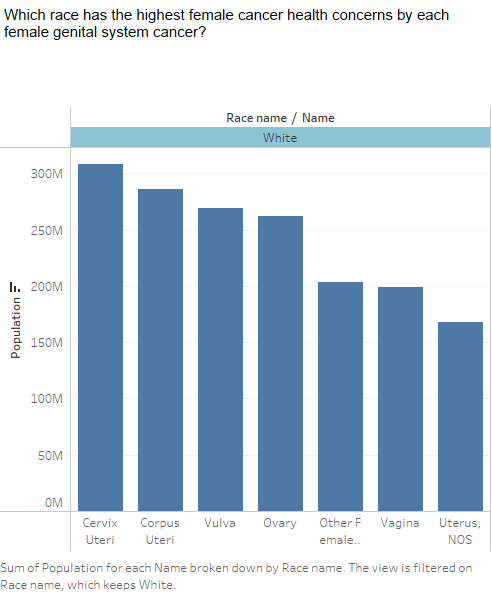 Which race has the highest female cancer health concerns by each
female genital system cancer?
Race name / Name
White
300M
250M
200M
150M
100M
50M
0M
Population
Cervix
Uteri
Corpus
Uteri
Vulva
Ovary
Other F
emale..
Vagina
Uterus,
NOS
Sum of Population for each Name broken down by Race name. The view is filtered on
Race name, which keeps White.